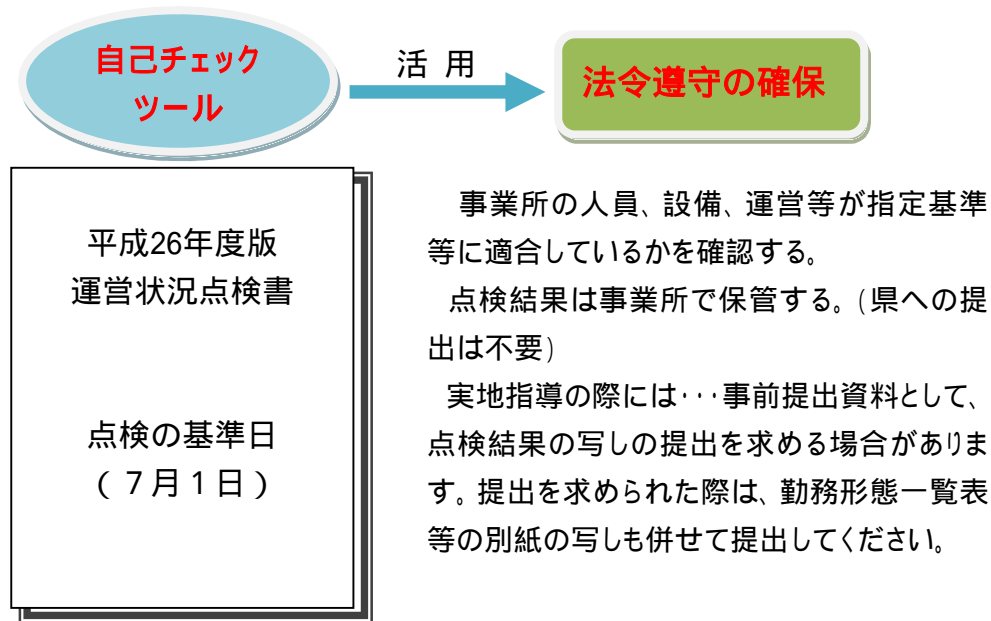 自己チェック
ツール
活 用
法令遵守の確保
平成26年度版
運営状況点検書
点検の基準日
(7月1日)
事業所の人員、設備、運営等が指定基準
等に適合しているかを確認する。
点検結果は事業所で保管する。(県への提
出は不要)
実地指導の際には・・・事前提出資料として、
点検結果の写しの提出を求める場合がありま
す。提出を求められた際は、勤務形態一覧表
等の別紙の写しも併せて提出してください。